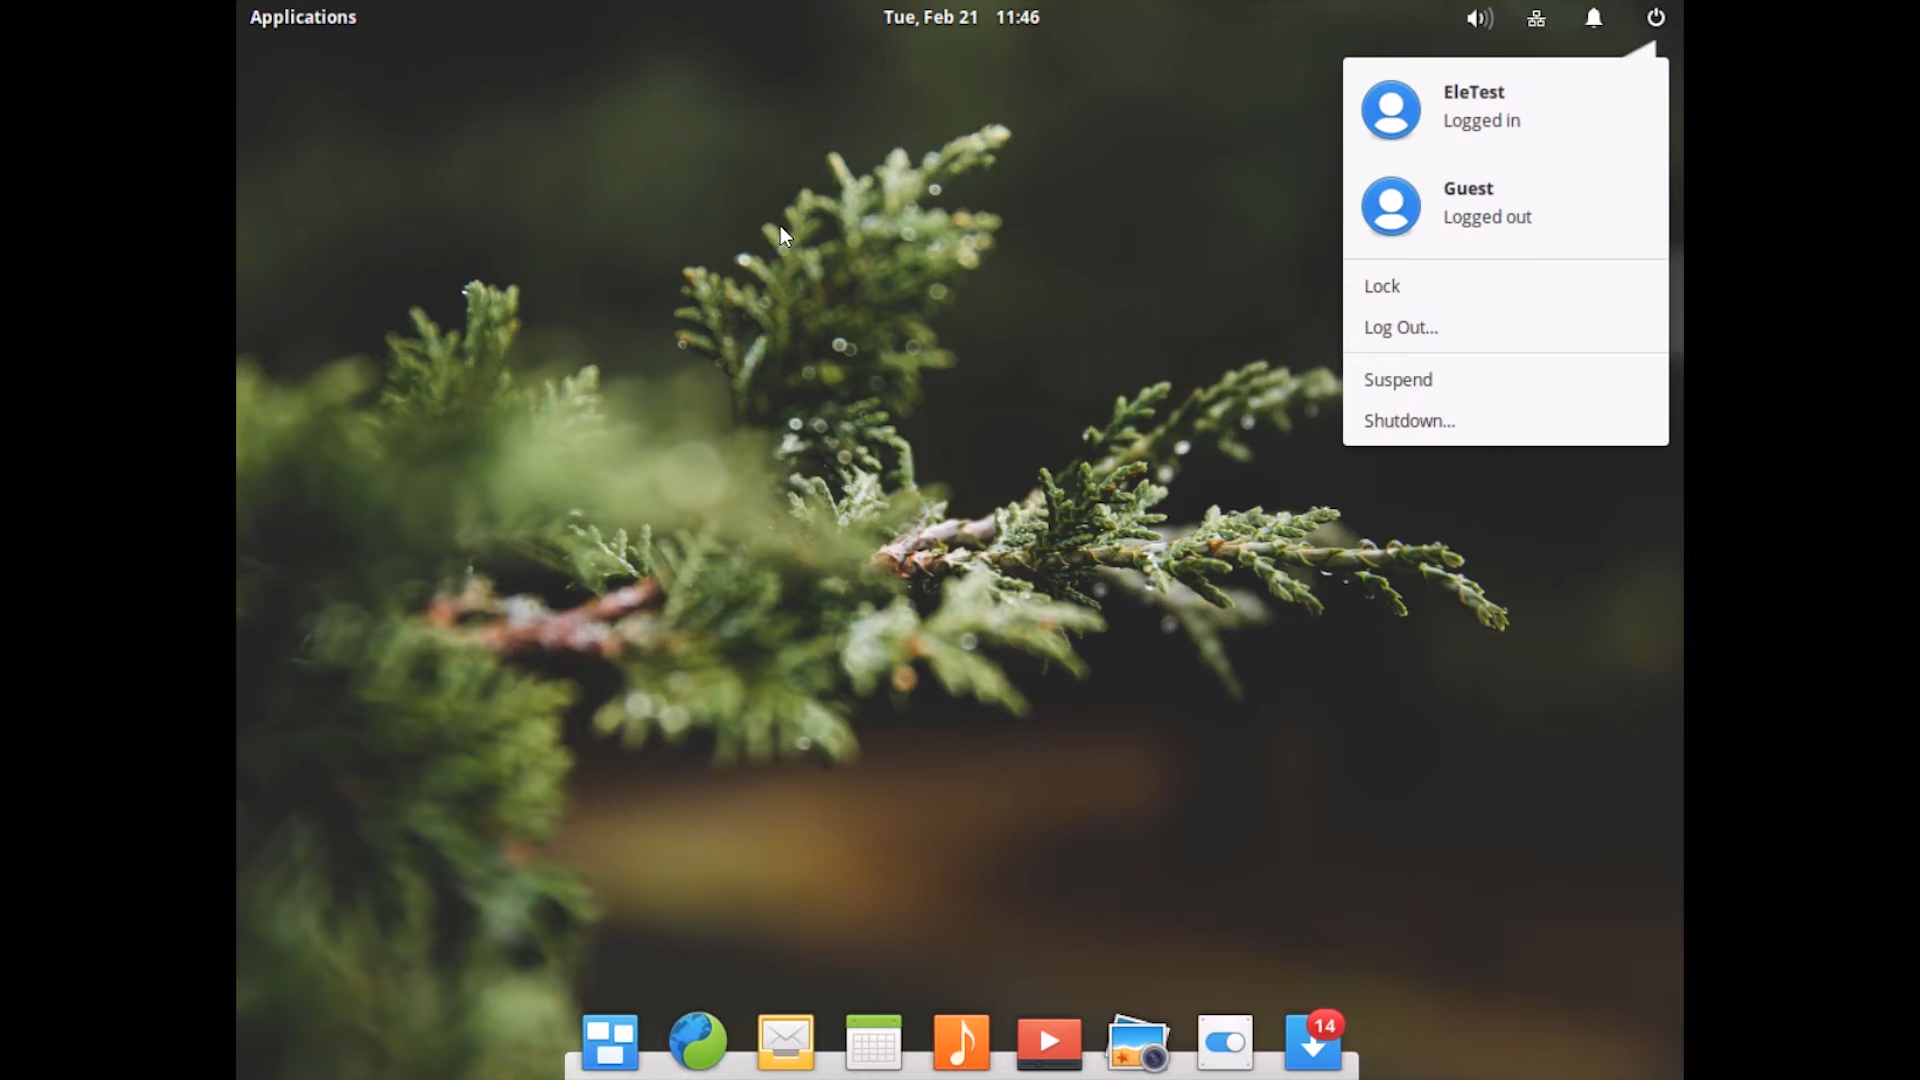 Applications
Tue, Feb 21 11:46
EleTest
Logged in
Guest
Logged out
Lock
Log Out...
Suspend
Shutdown...
14